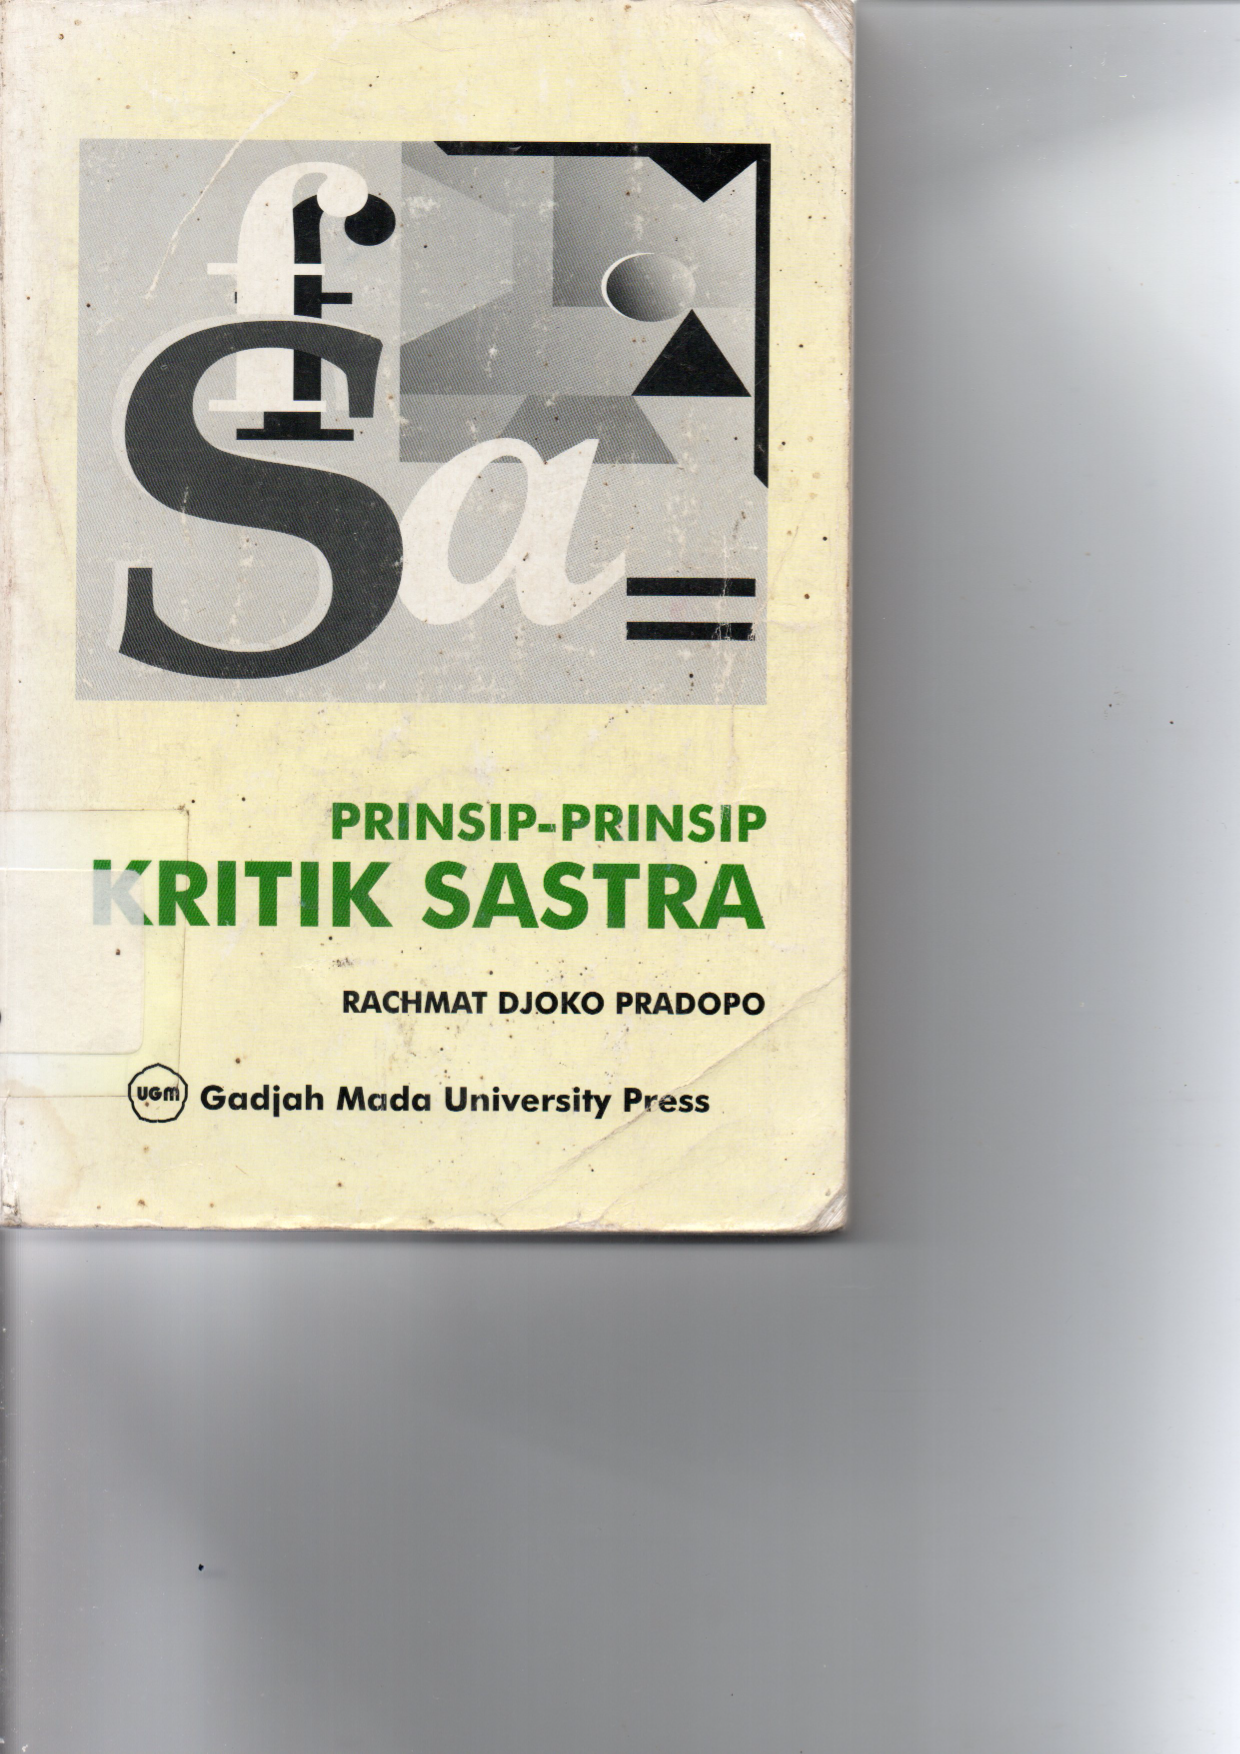 f
Sa
PRINSIP-PRINSIP
KRITIK SASTRA
RACHMAT DJOKO PRADOPO
UGM Gadjah Mada University Press